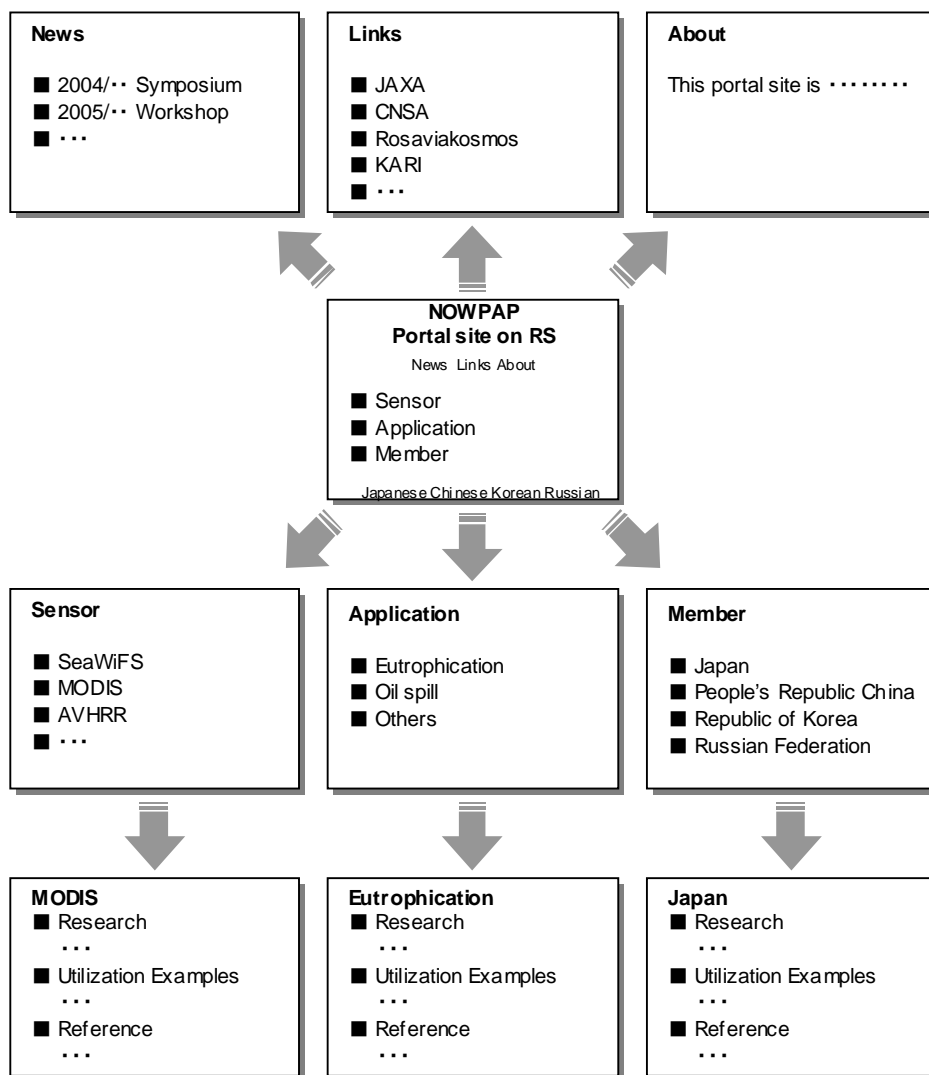 News
■ 2004/‥ Symposium
■ 2005/‥ Workshop
■ ･･･
Links
■ JAXA
■ CNSA
■ Rosaviakosmos
■ KARI
■ ･･･
About
This portal site is ････････
NOWPAP
Portal site on RS
News Links About
■ Sensor
■ Application
■ Member
Japanese Chinese Korean Russian
Sensor
■ SeaWiFS
■ MODIS
■ AVHRR
■ ･･･
Application
■ Eutrophication
■ Oil spill
■ Others
Member
■ Japan
■ People's Republic China
■ Republic of Korea
■ Russian Federation
MODIS
■ Research
･･･
■ Utilization Examples
･･･
■ Reference
･･･
Eutrophication
■ Research
･･･
■ Utilization Examples
･･･
■ Reference
･･･
Japan
■ Research
･･･
■ Utilization Examples
･･･
■ Reference
･･･